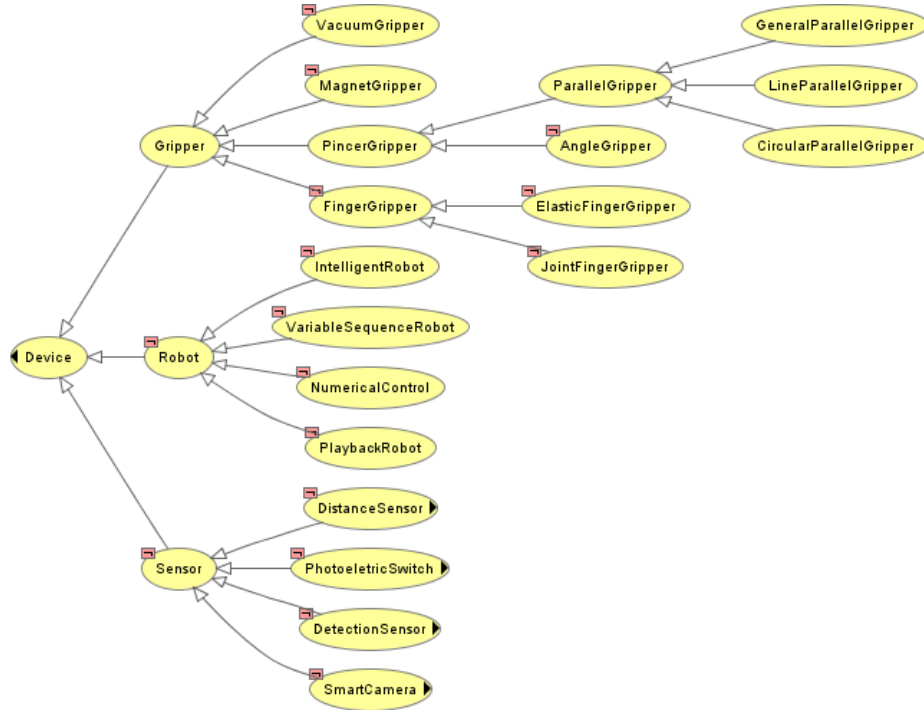 VacuumGripper
GeneralParallelGripper
MagnetGripper
ParallelGripper
LineParallelGripper
Gripper
PincerGripper
AngleGripper
CircularParallelGripper
FingerGripper
ElasticFingerGripper
JointFingerGripper
IntelligentRobot
VariableSequenceRobot
Device
Robot
NumericalControl
PlaybackRobot
DistanceSensor
Sensor
PhotoeletricSwitch
DetectionSensor
SmartCamera